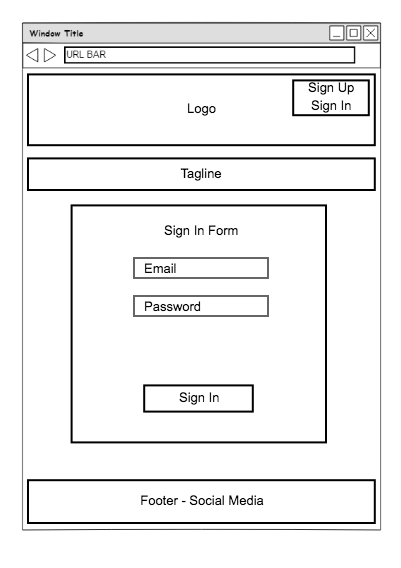 Window Title
URL BAR
Sign Up
Sign In
Logo
Tagline
Sign In Form
Email
Password
Sign In
Footer - Social Media